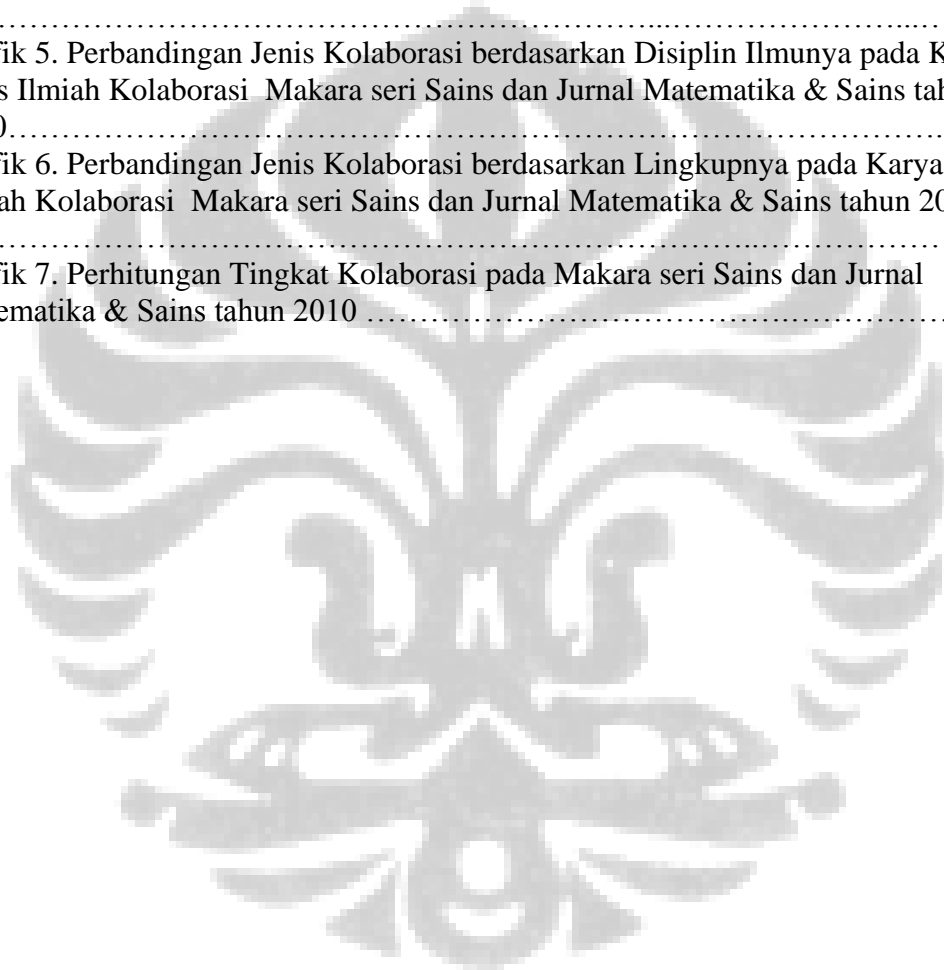 …………………………………………………………..…………………...…
fik 5. Perbandingan Jenis Kolaborasi berdasarkan Disiplin Ilmunya pada K
s Ilmiah Kolaborasi Makara seri Sains dan Jurnal Matematika & Sains tah
0………………………………………………………………………………
fik 6. Perbandingan Jenis Kolaborasi berdasarkan Lingkupnya pada Karya
ah Kolaborasi Makara seri Sains dan Jurnal Matematika & Sains tahun 20
…………………………………………………………………..………………
fik 7. Perhitungan Tingkat Kolaborasi pada Makara seri Sains dan Jurnal
ematika & Sains tahun 2010 ……………………………………..……………